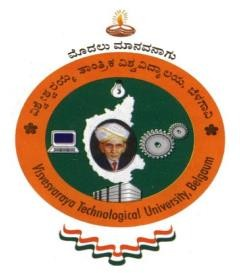 ಮೊದಲು ಮಾನವನಾಗು
ವಿಶ್ವೇಶ್ವರಯ್ಯ ತಾಂತ್ರಿಕ ವಿಶ್ವವಿದ್ಯಾಲಯ, ಬೆಳಗಾವಿ
Visvesvaraya Technological University, Belgaum